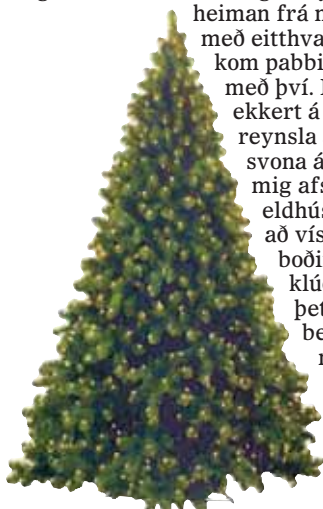 heiman frá
með eitthva
kom pabbi
með því.
ekkert á
reynsla
svona á
mig afs
eldhús
að vís
boði
klú
þet
be